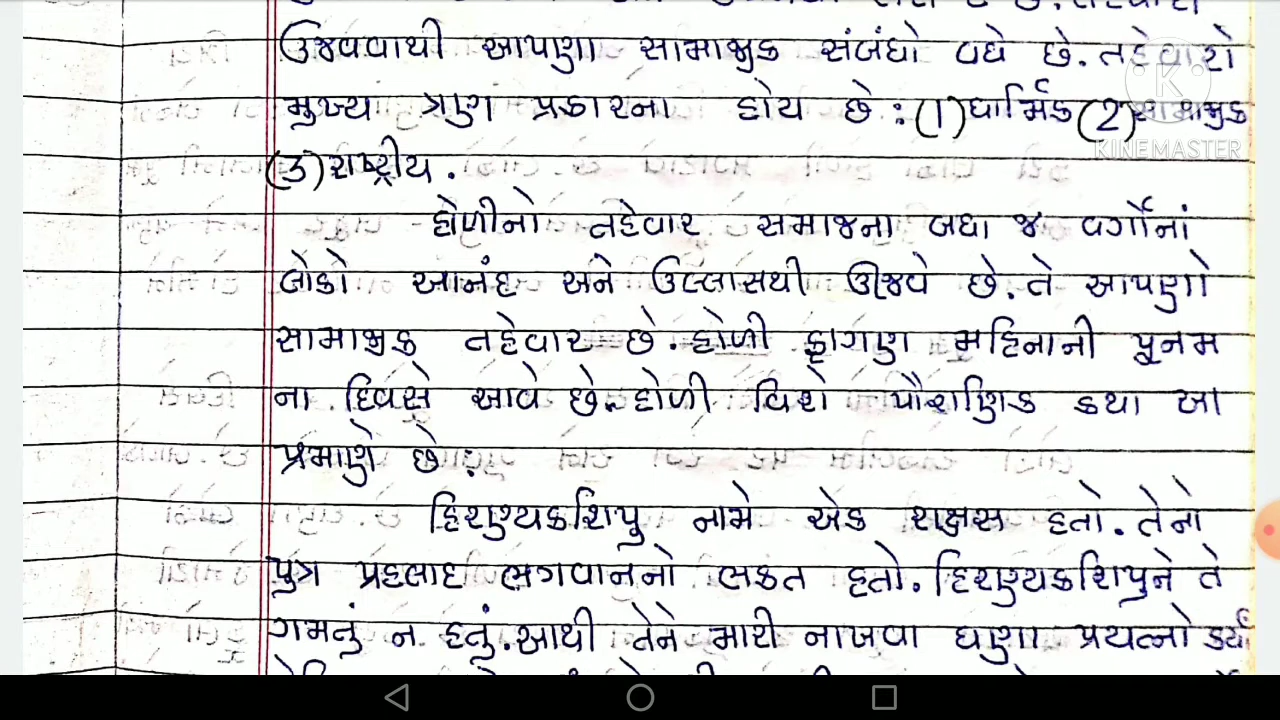 ઉજવવાથી આપણા સામાજીક સંબંધો વધે છે. તહેવારો
મુખ્ય ત્રણ પ્રકારના હોય છે : (1) ધાર્મિક (2) સામાજીક
KINEMASTER
(3) રાષ્ટ્રીય .
હોળીનો તહેવાર સમાજના બધા જ વર્ગોનાં
લોકો આનંદ અને ઉલ્લાસથી ઊજવે છે. તે આપણો
સામાજીક તહેવાર છે. હોળી ફાગણ મહિનાની પૂનમ
ના દિવસે આવે છે. હોળી વિશે પૌરાણિક કથા આ
પ્રમાણે છે :
હિરણ્યકશિપુ નામે એક રાક્ષસ હતો. તેનો
પુત્ર પ્રહલાદ ભગવાનનો ભકત હતો. હિરણ્યકશિપુને તે
ગમતું ન હતું. આથી તેને મારી નાખવા ઘણા પ્રયત્નો કર્યા